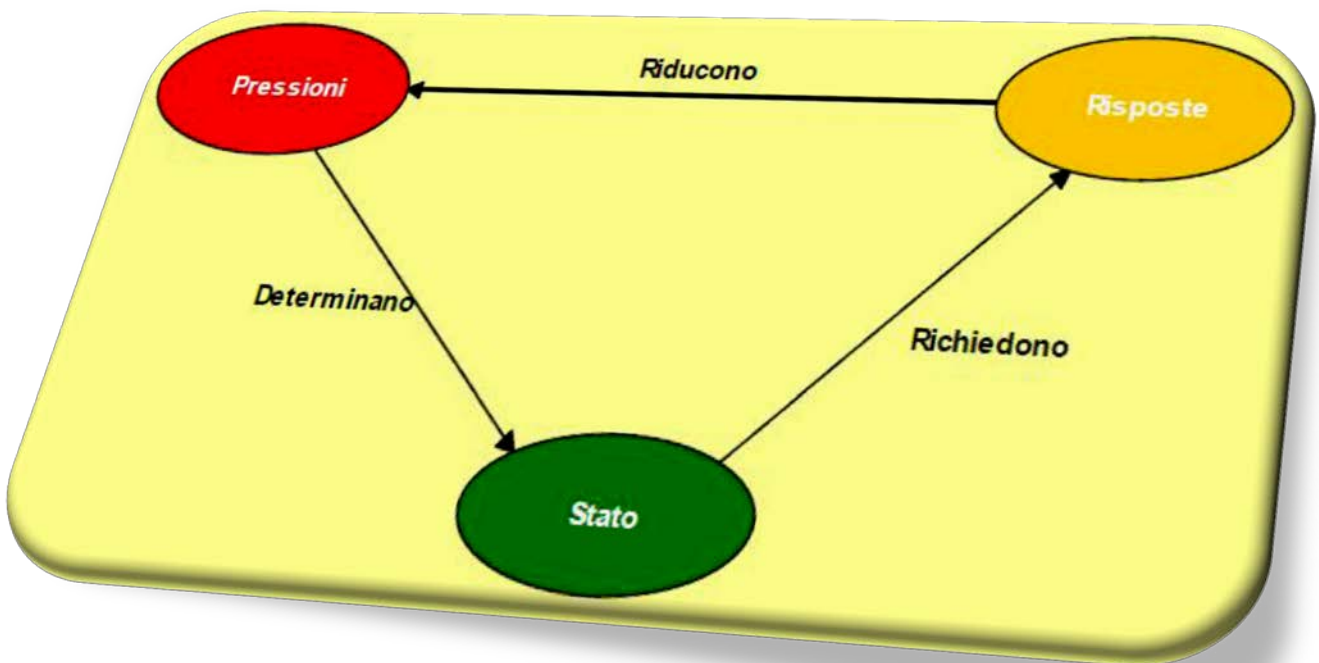 Riducono
Pressioni
Risposte
Determinano
Richiedono
Stato